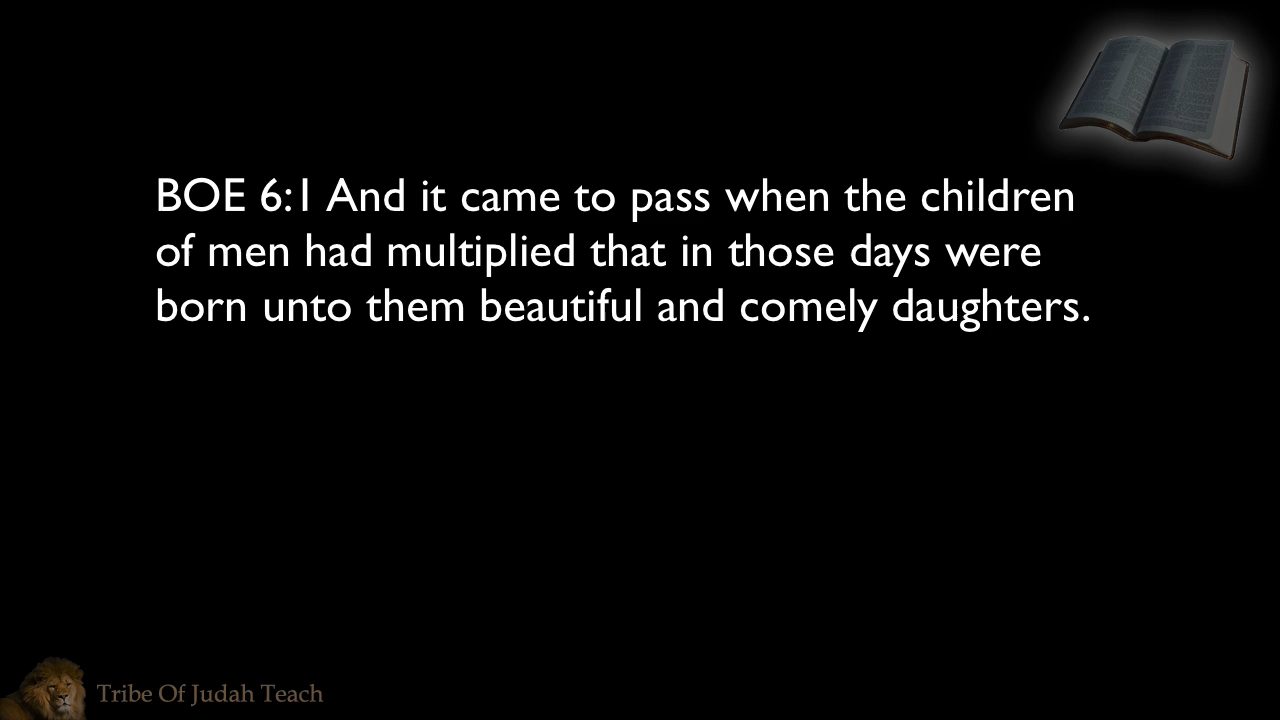 BOE 6:1 And it came to pass when the children
of men had multiplied that in those days were
born unto them beautiful and comely daughters.
Tribe Of Judah Teach